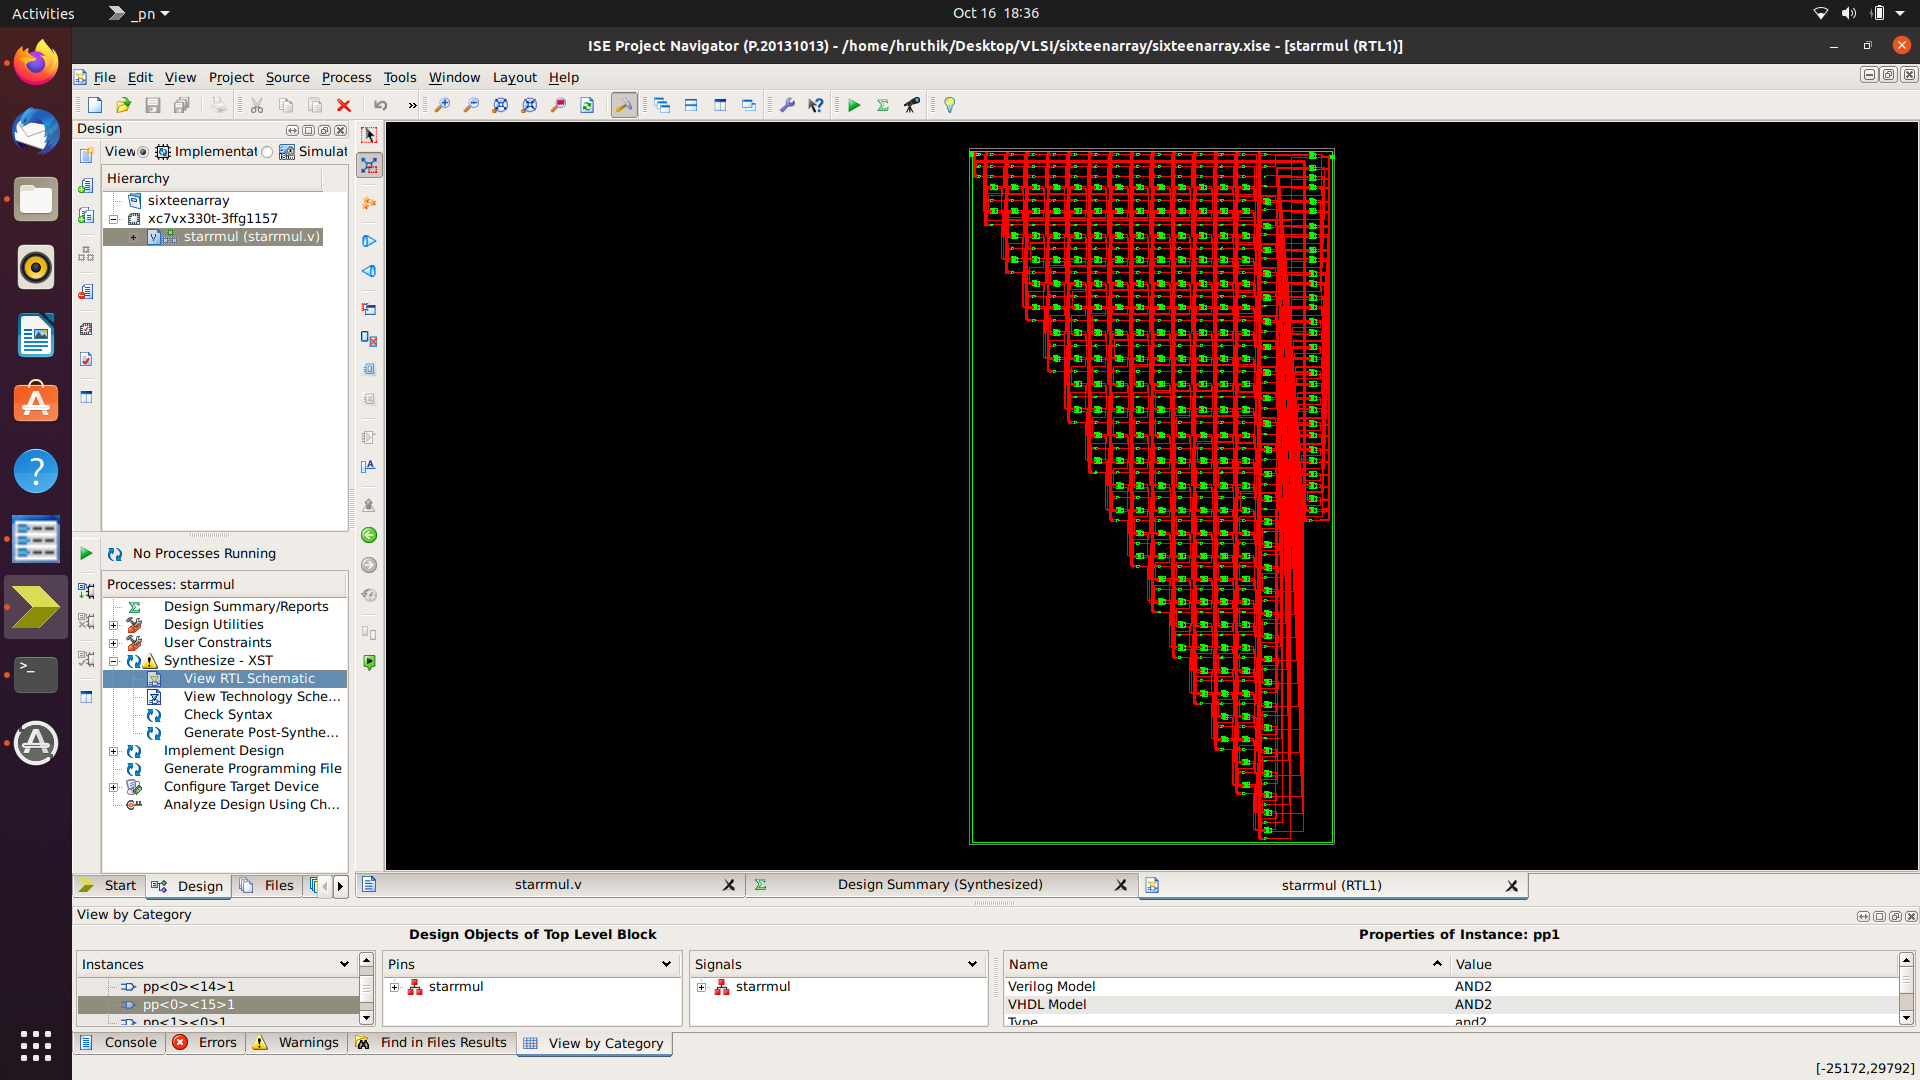 Activities
_pn
Oct 16 18:36
ISE Project Navigator (P.20131013) - /home/hruthik/Desktop/VLSI/sixteenarray/sixteenarray.xise - [starrmul (RTL1)]
File Edit View Project Source Process Tools Window Layout Help
Design
View Implementat Simulat
Hierarchy
sixteenarray
xc7vx330t-3ffg1157
starrmul (starrmul.v)
No Processes Running
Processes: starrmul
Design Summary/Reports
Design Utilities
User Constraints
Synthesize - XST
View RTL Schematic
View Technology Sche...
Check Syntax
Generate Post-Synthe...
Implement Design
Generate Programming File
Configure Target Device
Analyze Design Using Ch...
Start Design Files
starrmul.v
Design Summary (Synthesized)
starrmul (RTL1)
View by Category
Design Objects of Top Level Block
Properties of Instance: pp1
Instances
pp<0><14>1
pp<0><15>1
pp<1><0>1
Pins
starrmul
Signals
starrmul
Name Value
Verilog Model AND2
VHDL Model AND2
Type and2
Console Errors Warnings Find in Files Results View by Category
[-25172,29792]